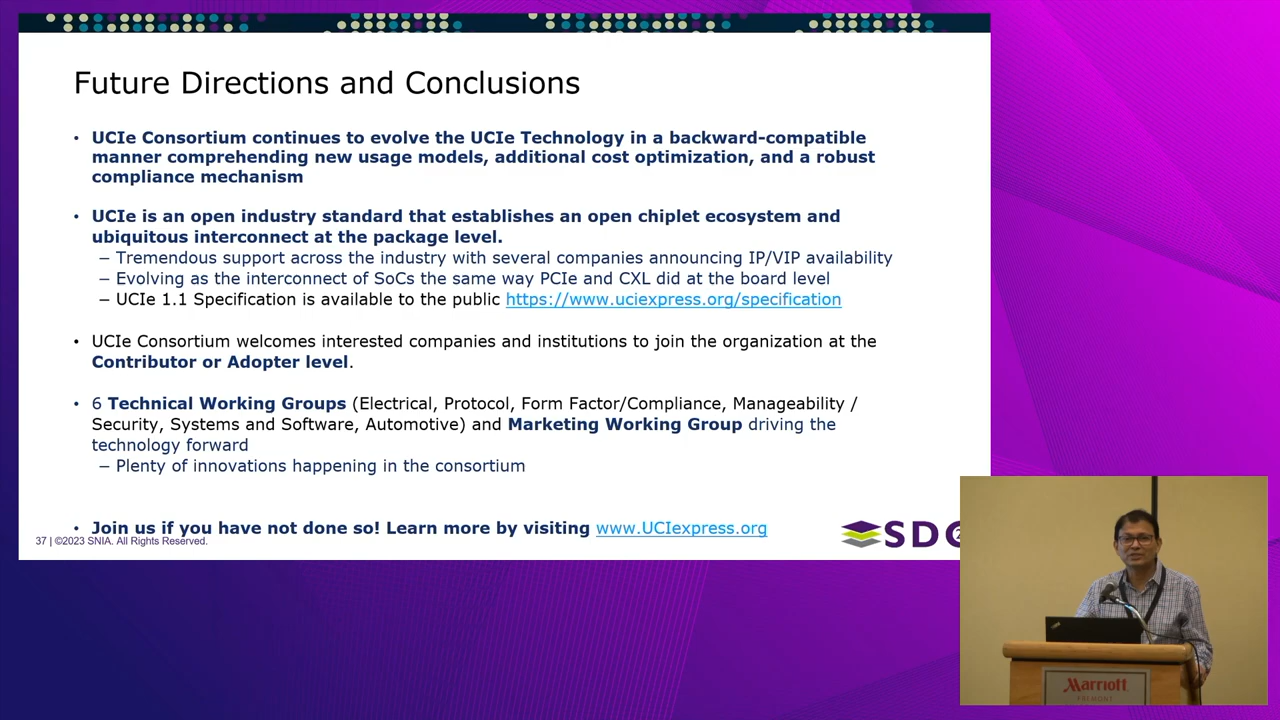 Future Directions and Conclusions
• UCIe Consortium continues to evolve the UCIe Technology in a backward-compatible
manner comprehending new usage models, additional cost optimization, and a robust
compliance mechanism
• UCIe is an open industry standard that establishes an open chiplet ecosystem and
ubiquitous interconnect at the package level.
– Tremendous support across the industry with several companies announcing IP/VIP availability
– Evolving as the interconnect of SoCs the same way PCIe and CXL did at the board level
– UCIe 1.1 Specification is available to the public https://www.uciexpress.org/specification
• UCIe Consortium welcomes interested companies and institutions to join the organization at the
Contributor or Adopter level.
• 6 Technical Working Groups (Electrical, Protocol, Form Factor/Compliance, Manageability /
Security, Systems and Software, Automotive) and Marketing Working Group driving the
technology forward
– Plenty of innovations happening in the consortium
• Join us if you have not done so! Learn more by visiting www.UCIexpress.org
37 | ©2023 SNIA. All Rights Reserved.
SDC
Marriott
FREMONT